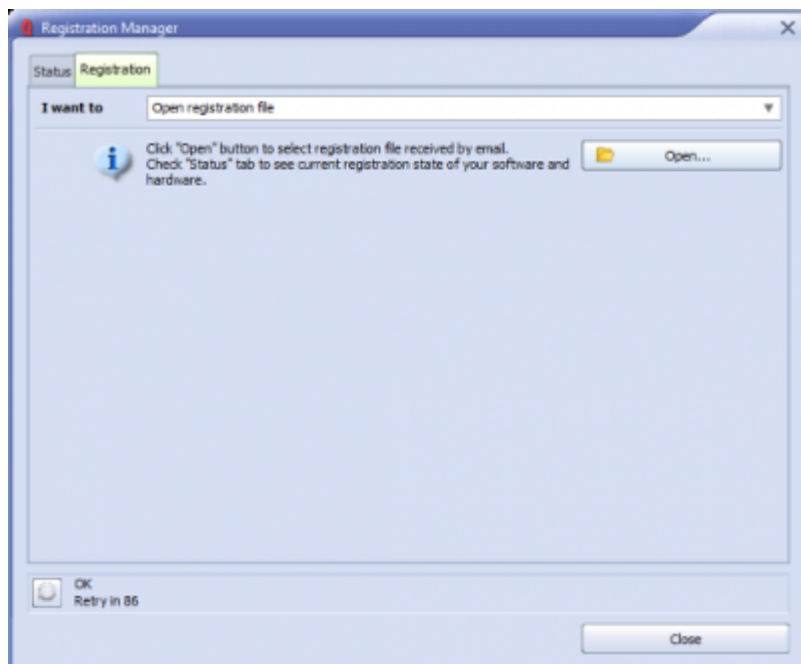 Registration Manager
Status Registration
I want to Open registration file
Click "Open" button to select registration file received by email.
Check "Status" tab to see current registration state of your software and
hardware.
Open...
OK
Retry in 86
Close